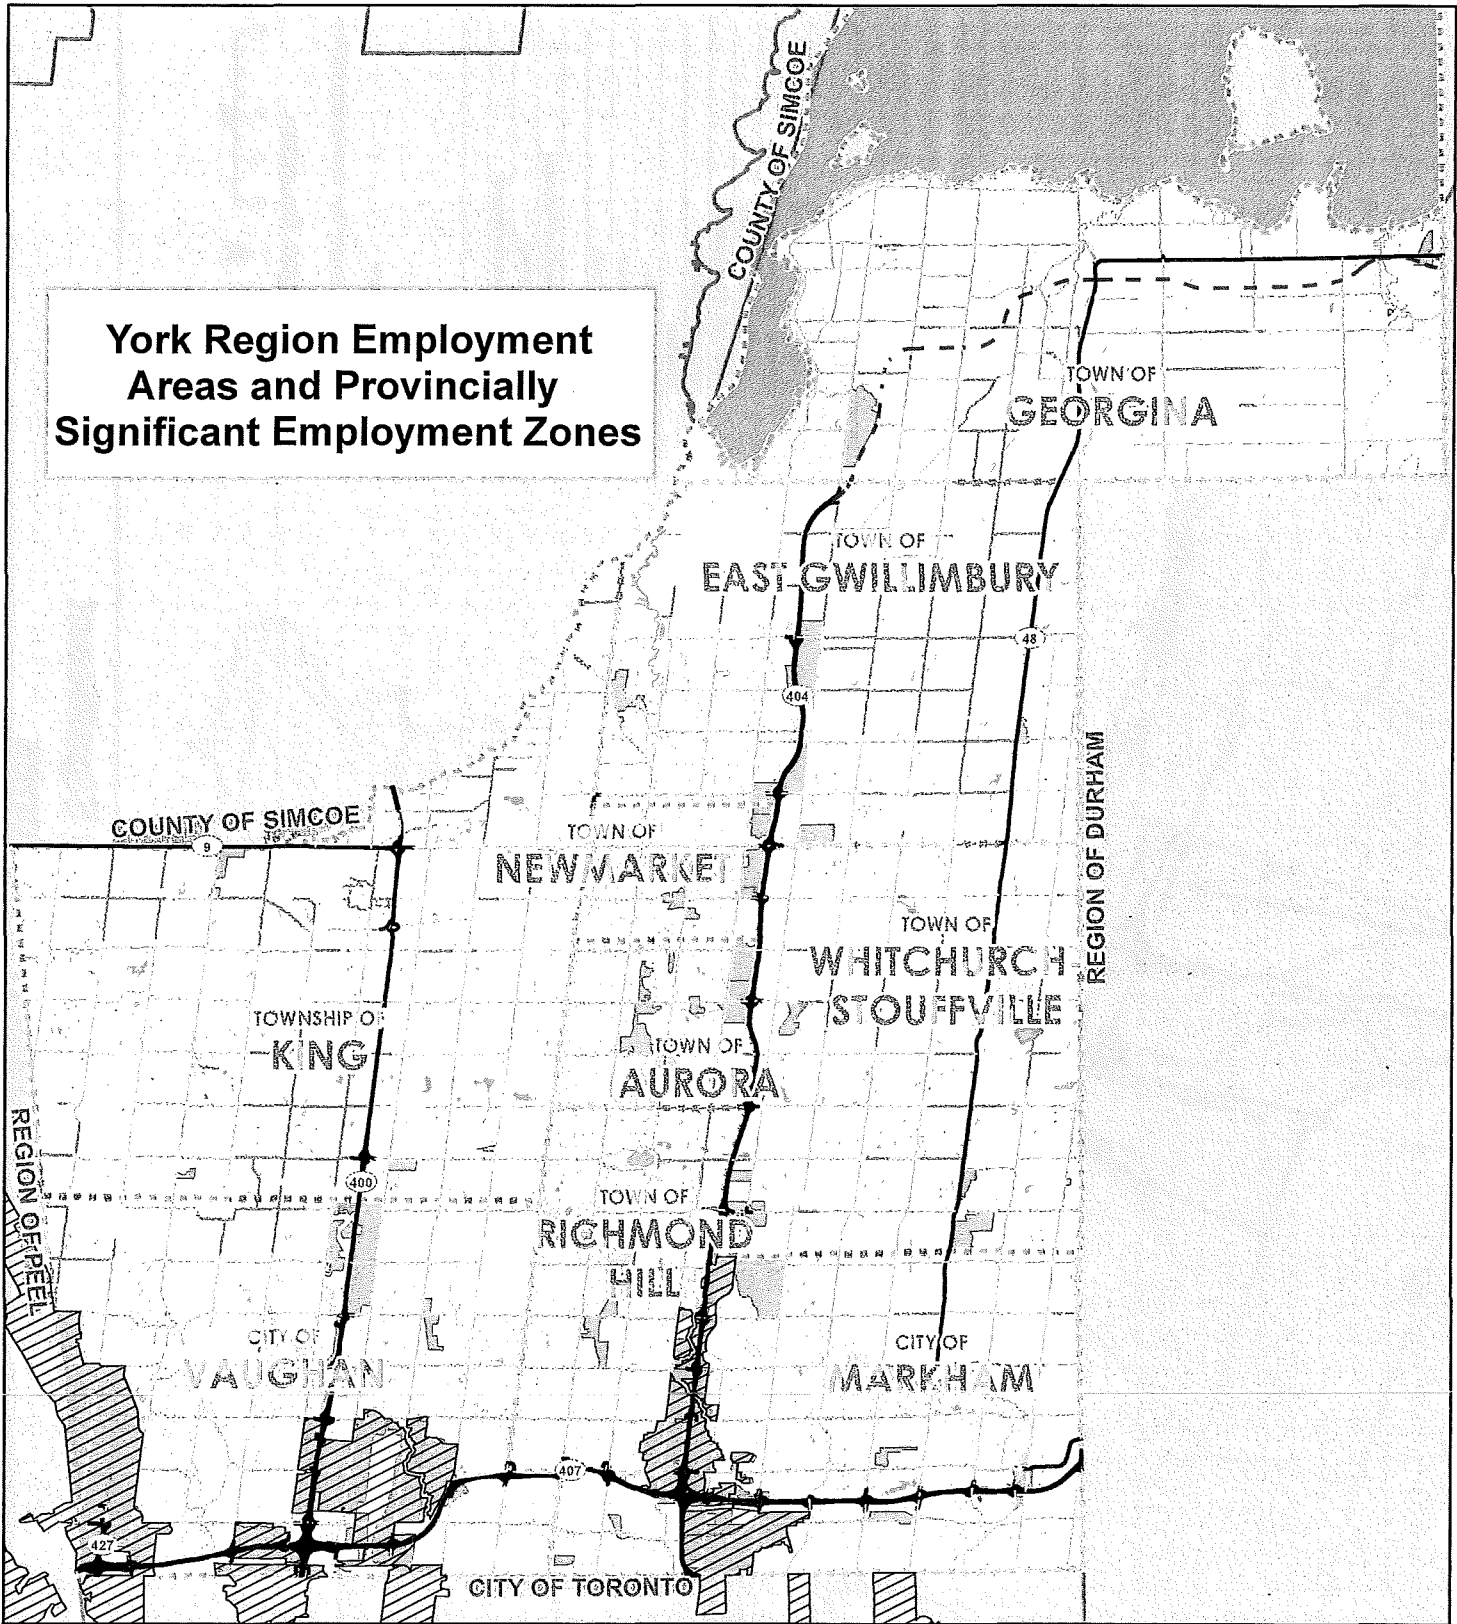 COUNTY OF SIMCOE
York Region Employment
Areas and Provincially
Significant Employment Zones
TOWN OF
GEORGINA
TOWN OF
EAST GWILLIMBURY
48
404
REGION OF DURHAM
COUNTY OF SIMCOE
9
TOWN OF
NEWMARKET
TOWN OF
WHITCHURCH
STOUFFVILLE
TOWNSHIP OF
KING
TOWN OF
AURORA
REGION OF PEEL
400
TOWN OF
RICHMOND
HILL
CITY OF
VAUGHAN
CITY OF
MARKHAM
407
427
CITY OF TORONTO